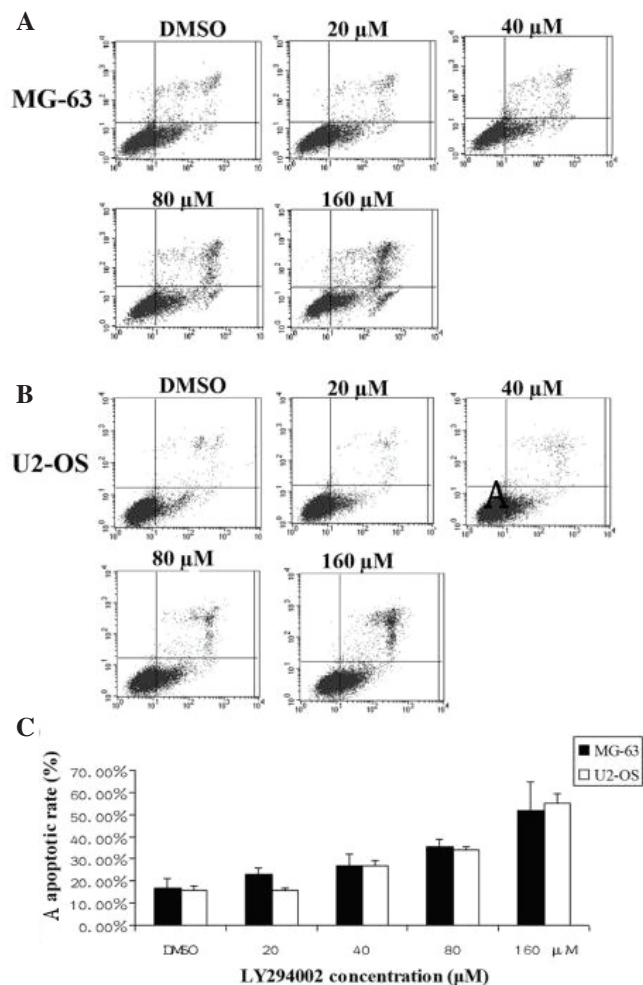 A
DMSO 20 µM 40 µM
MG-63
80 µM 160 µM
B
DMSO 20 µM 40 µM
U2-OS
A
80 µM 160 µM
C
MG-63
U2-OS
A apoptotic rate (%)
70.00%
60.00%
50.00%
40.00%
30.00%
20.00%
10.00%
0.00%
DMSO 20 40 80 160 µM
LY294002 concentration (µM)